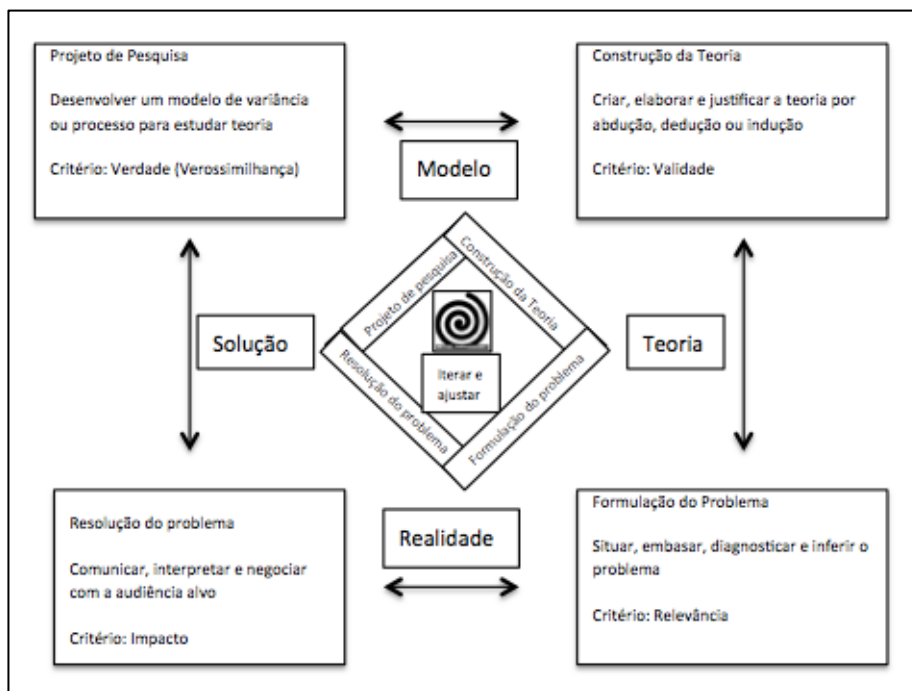 Projeto de Pesquisa
Desenvolver um modelo de variância
ou processo para estudar teoria
Critério: Verdade (Verossimilhança)
Construção da Teoria
Criar, elaborar e justificar a teoria por
abdução, dedução ou indução
Critério: Validade
Modelo
Projeto de pesquisa
Construção da Teoria
Solução
Iterar e
ajustar
Teoria
Resolução do problema
Formulação do problema
Realidade
Resolução do problema
Comunicar, interpretar e negociar
com a audiência alvo
Critério: Impacto
Formulação do Problema
Situar, embasar, diagnosticar e inferir o
problema
Critério: Relevância